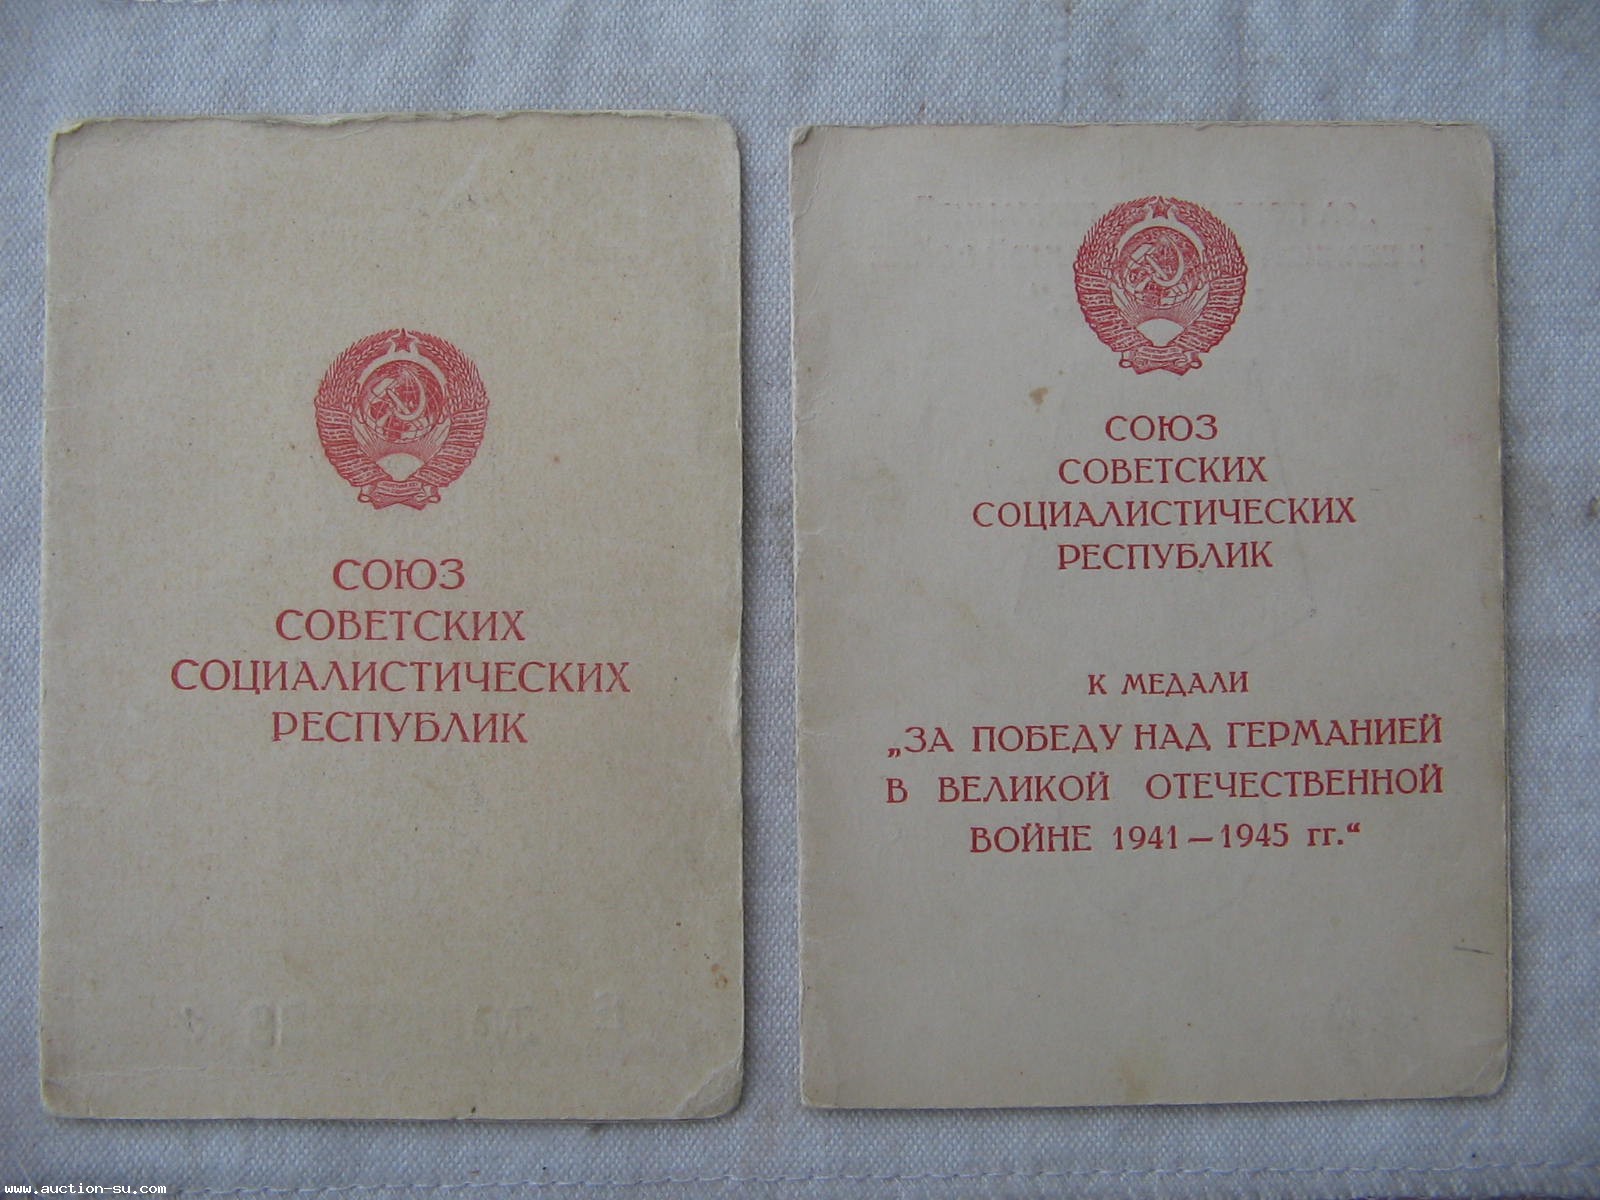 СОЮЗ
СОВЕТСКИХ
СОЦИАЛИСТИЧЕСКИХ
РЕСПУБЛИК
СОЮЗ
СОВЕТСКИХ
СОЦИАЛИСТИЧЕСКИХ
РЕСПУБЛИК
К МЕДАЛИ
„ЗА ПОБЕДУ НАД ГЕРМАНИЕЙ
В ВЕЛИКОЙ ОТЕЧЕСТВЕННОЙ
ВОЙНЕ 1941 — 1945 гг.“
www.auction-su.com